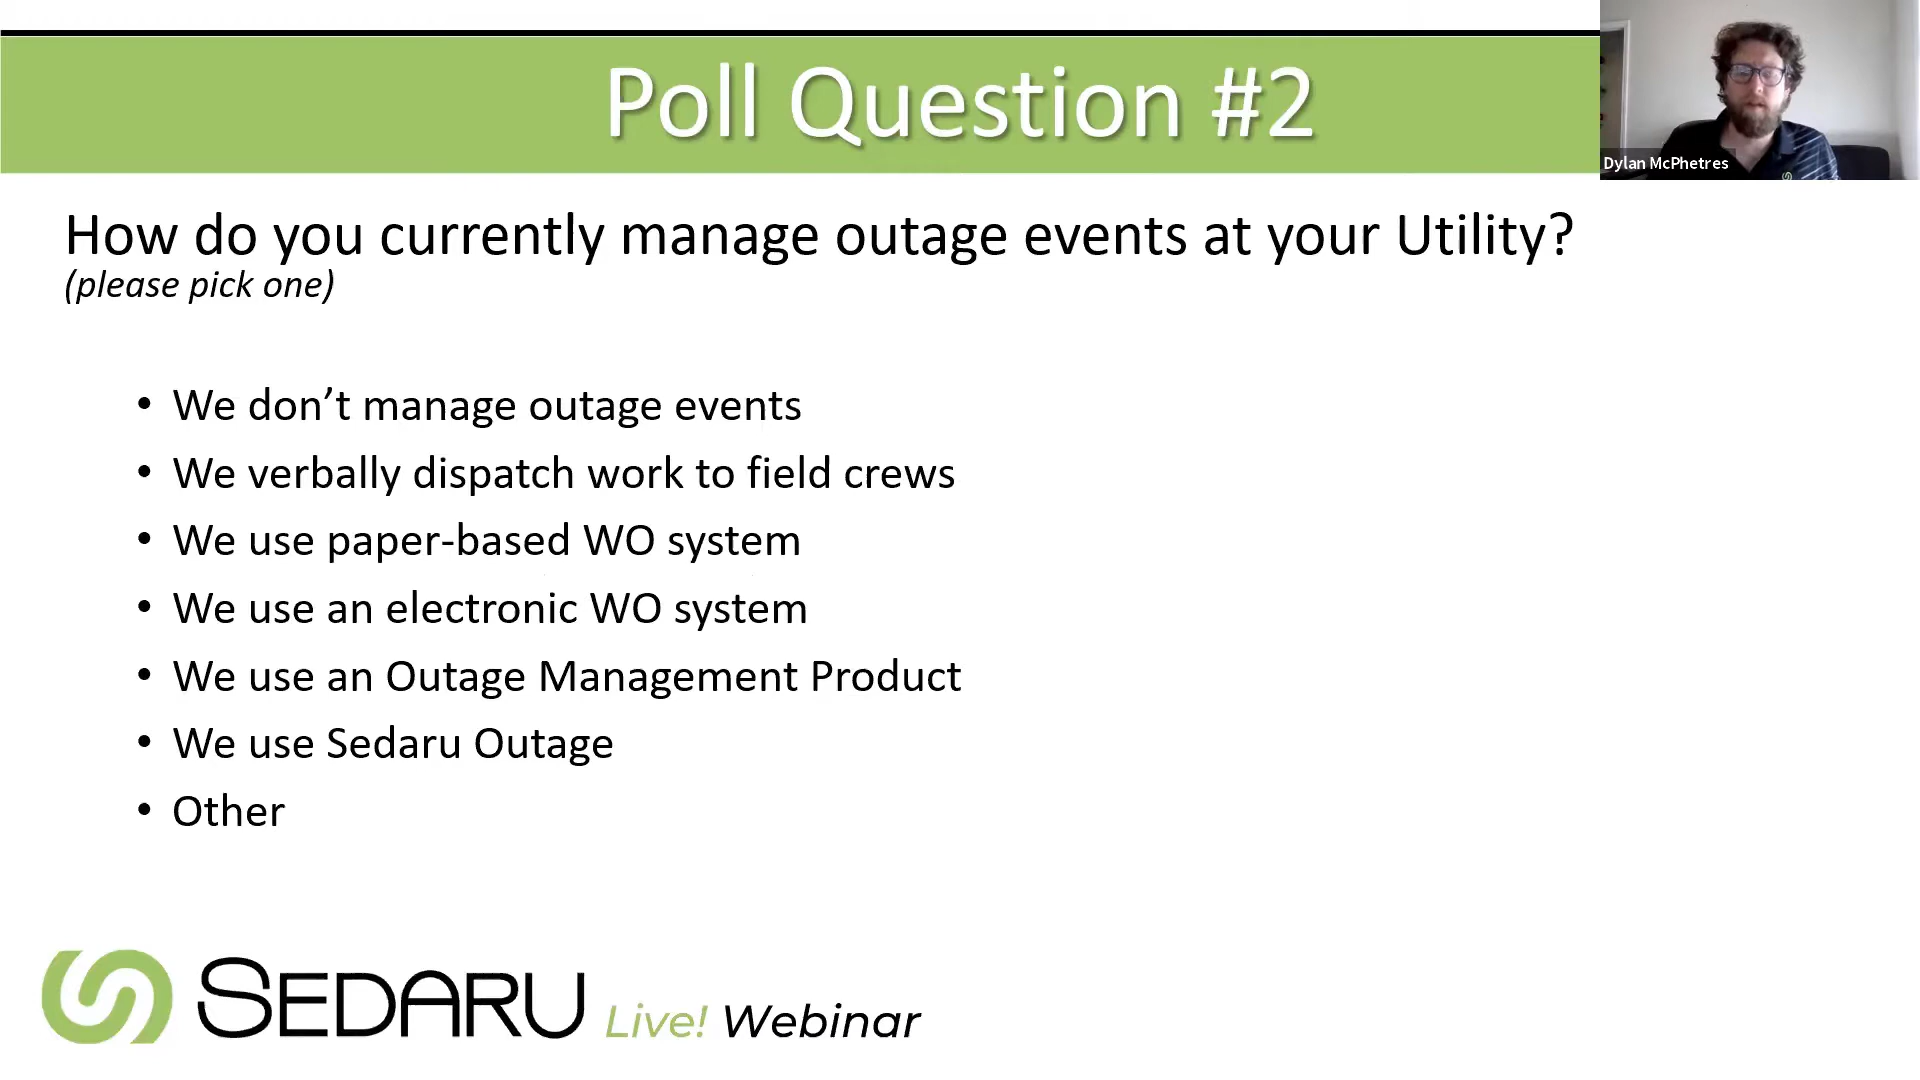 Poll Question #2
Dylan McPhetres
How do you currently manage outage events at your Utility?
(please pick one)
• We don’t manage outage events
• We verbally dispatch work to field crews
• We use paper-based WO system
• We use an electronic WO system
• We use an Outage Management Product
• We use Sedaru Outage
• Other
SEDARU Live! Webinar